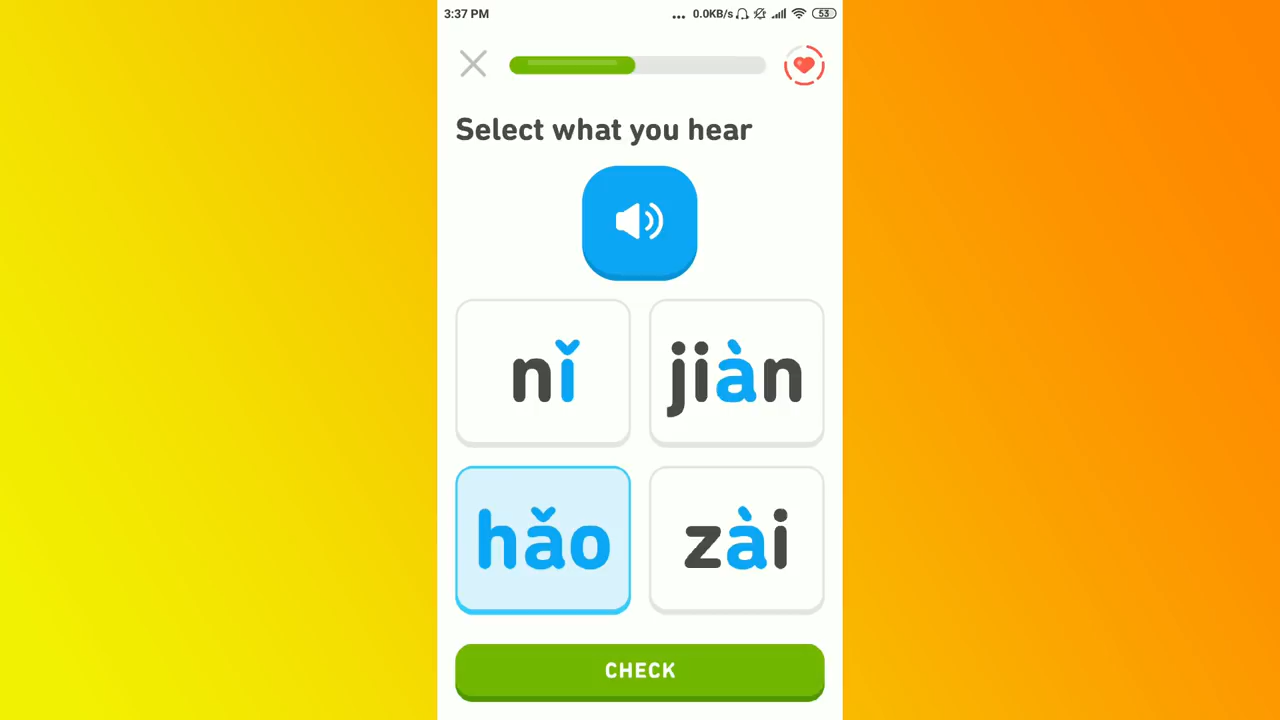 3:37 PM ... 0.0KB/s 53
Select what you hear
nǐ jiàn
hǎo zài
CHECK